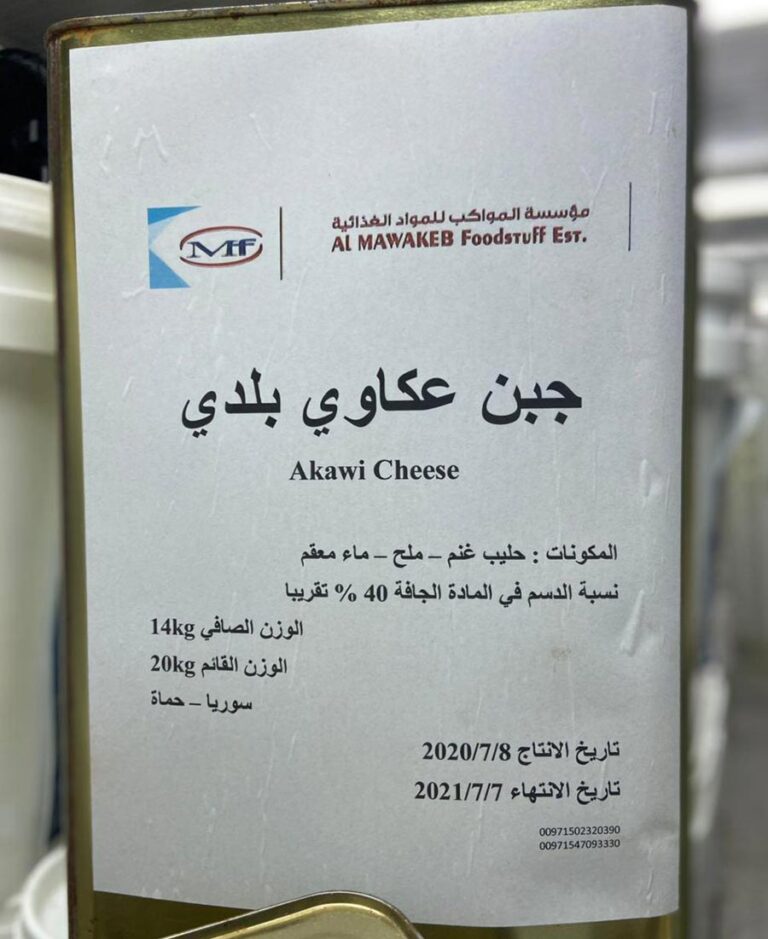 Mf
مؤسسة المواكب للمواد الغذائية
Al MAWAKEB Foodstuff Est.
جبن عكاوي بلدي
Akawi Cheese
المكونات : حليب غنم – ملح – ماء معقم
نسبة الدسم في المادة الجافة 40 % تقريبا
الوزن الصافي 14kg
الوزن القائم 20kg
سوريا – حماة
تاريخ الانتاج 2020/7/8
تاريخ الانتهاء 2021/7/7
00971502320390
00971547093330